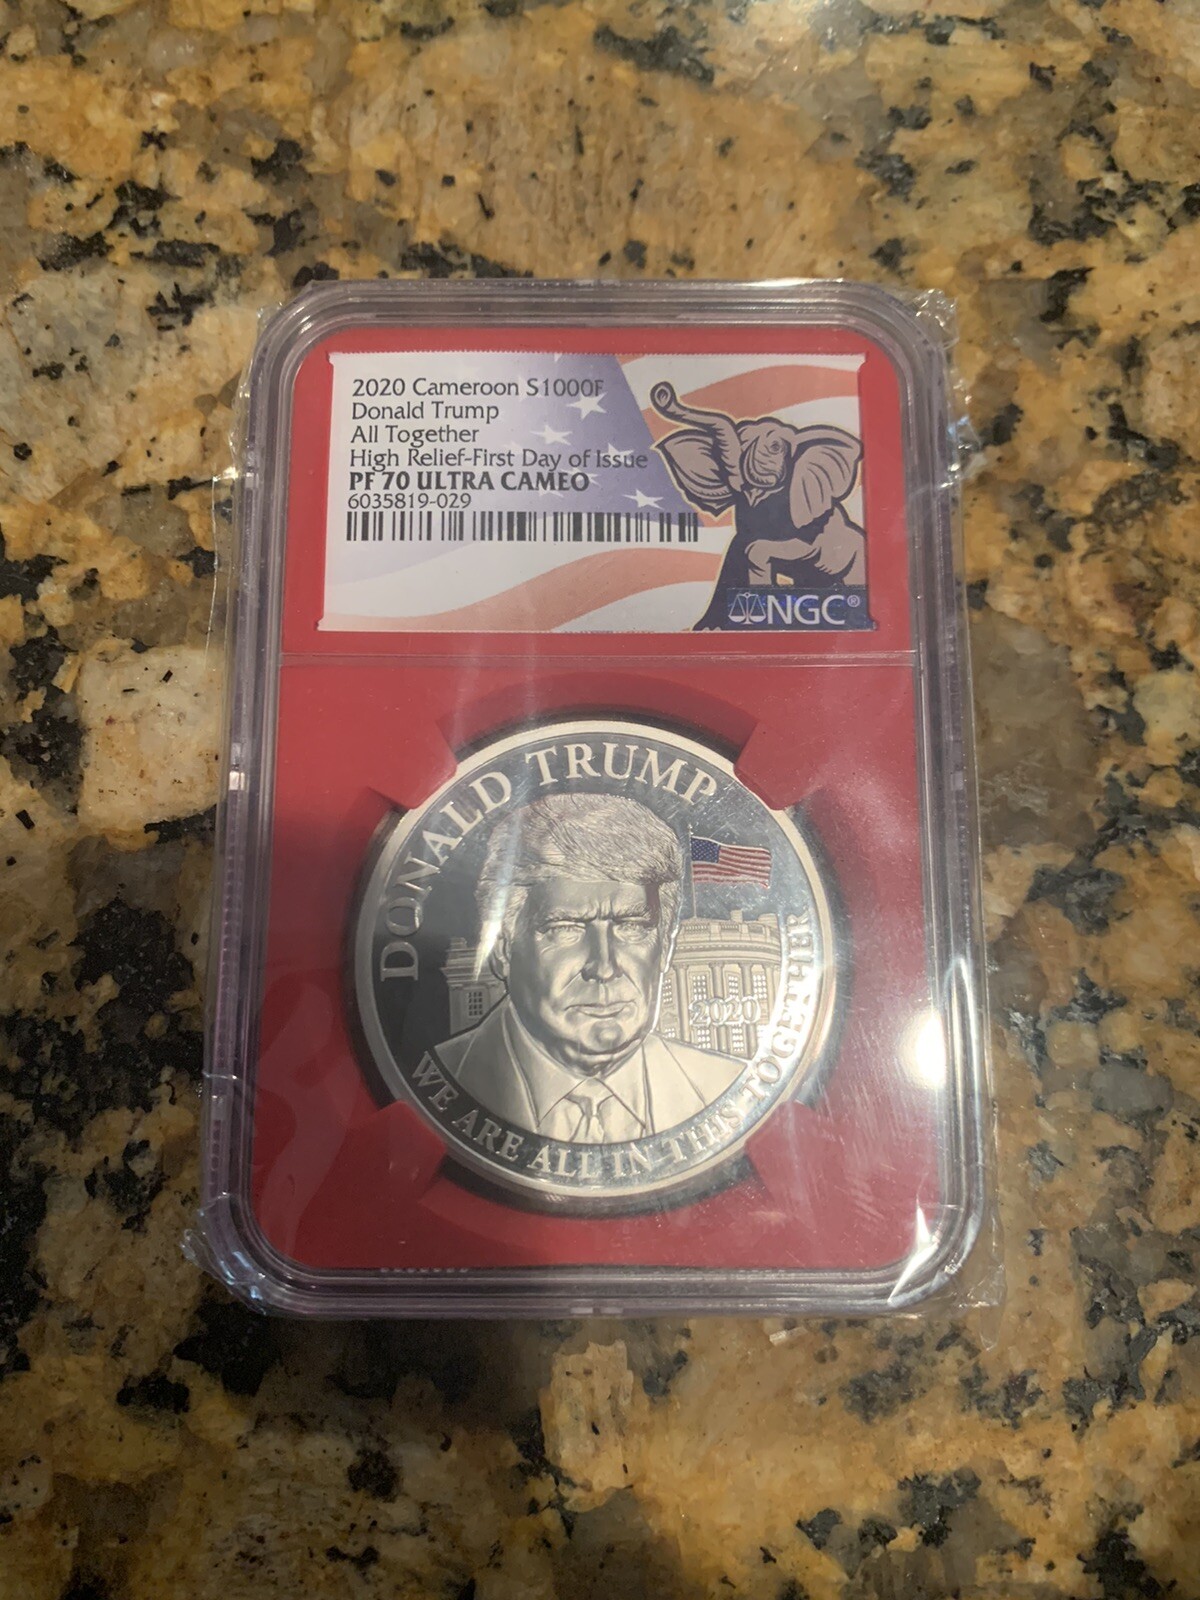 2020 Cameroon S1000F
Donald Trump
All Together
High Relief-First Day of Issue
PF 70 ULTRA CAMEO
6035819-029
NGC®
DONALD TRUMP
2020
WE ARE ALL IN THIS TOGETHER